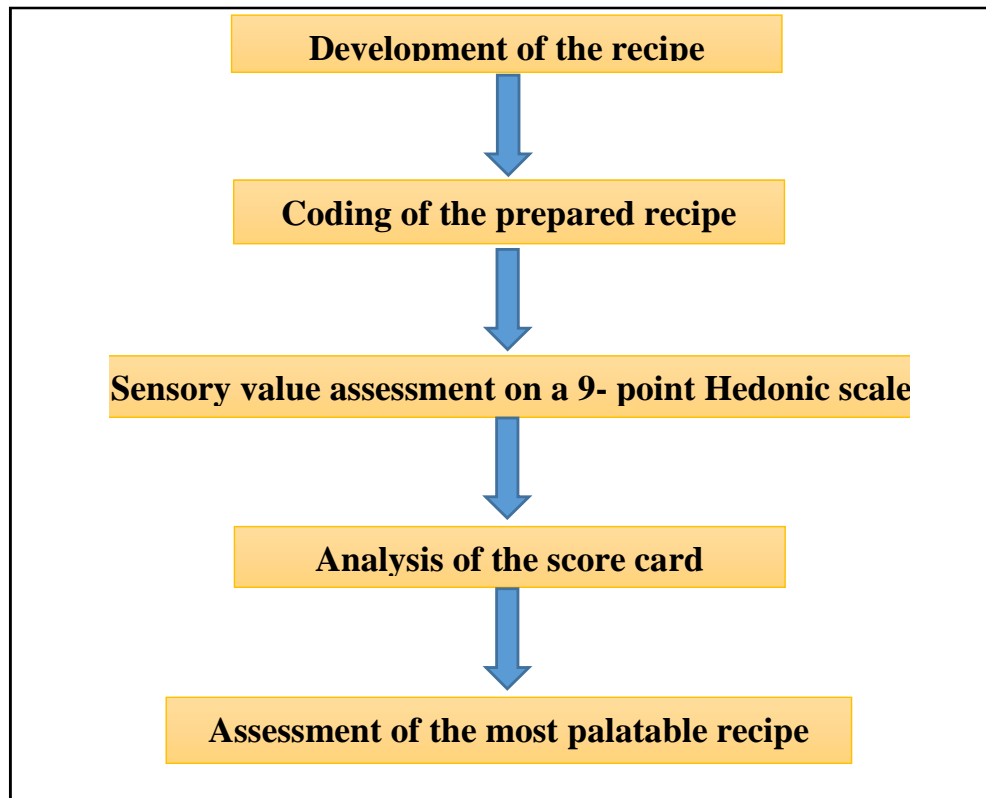 Development of the recipe
Coding of the prepared recipe
Sensory value assessment on a 9- point Hedonic scale
Analysis of the score card
Assessment of the most palatable recipe